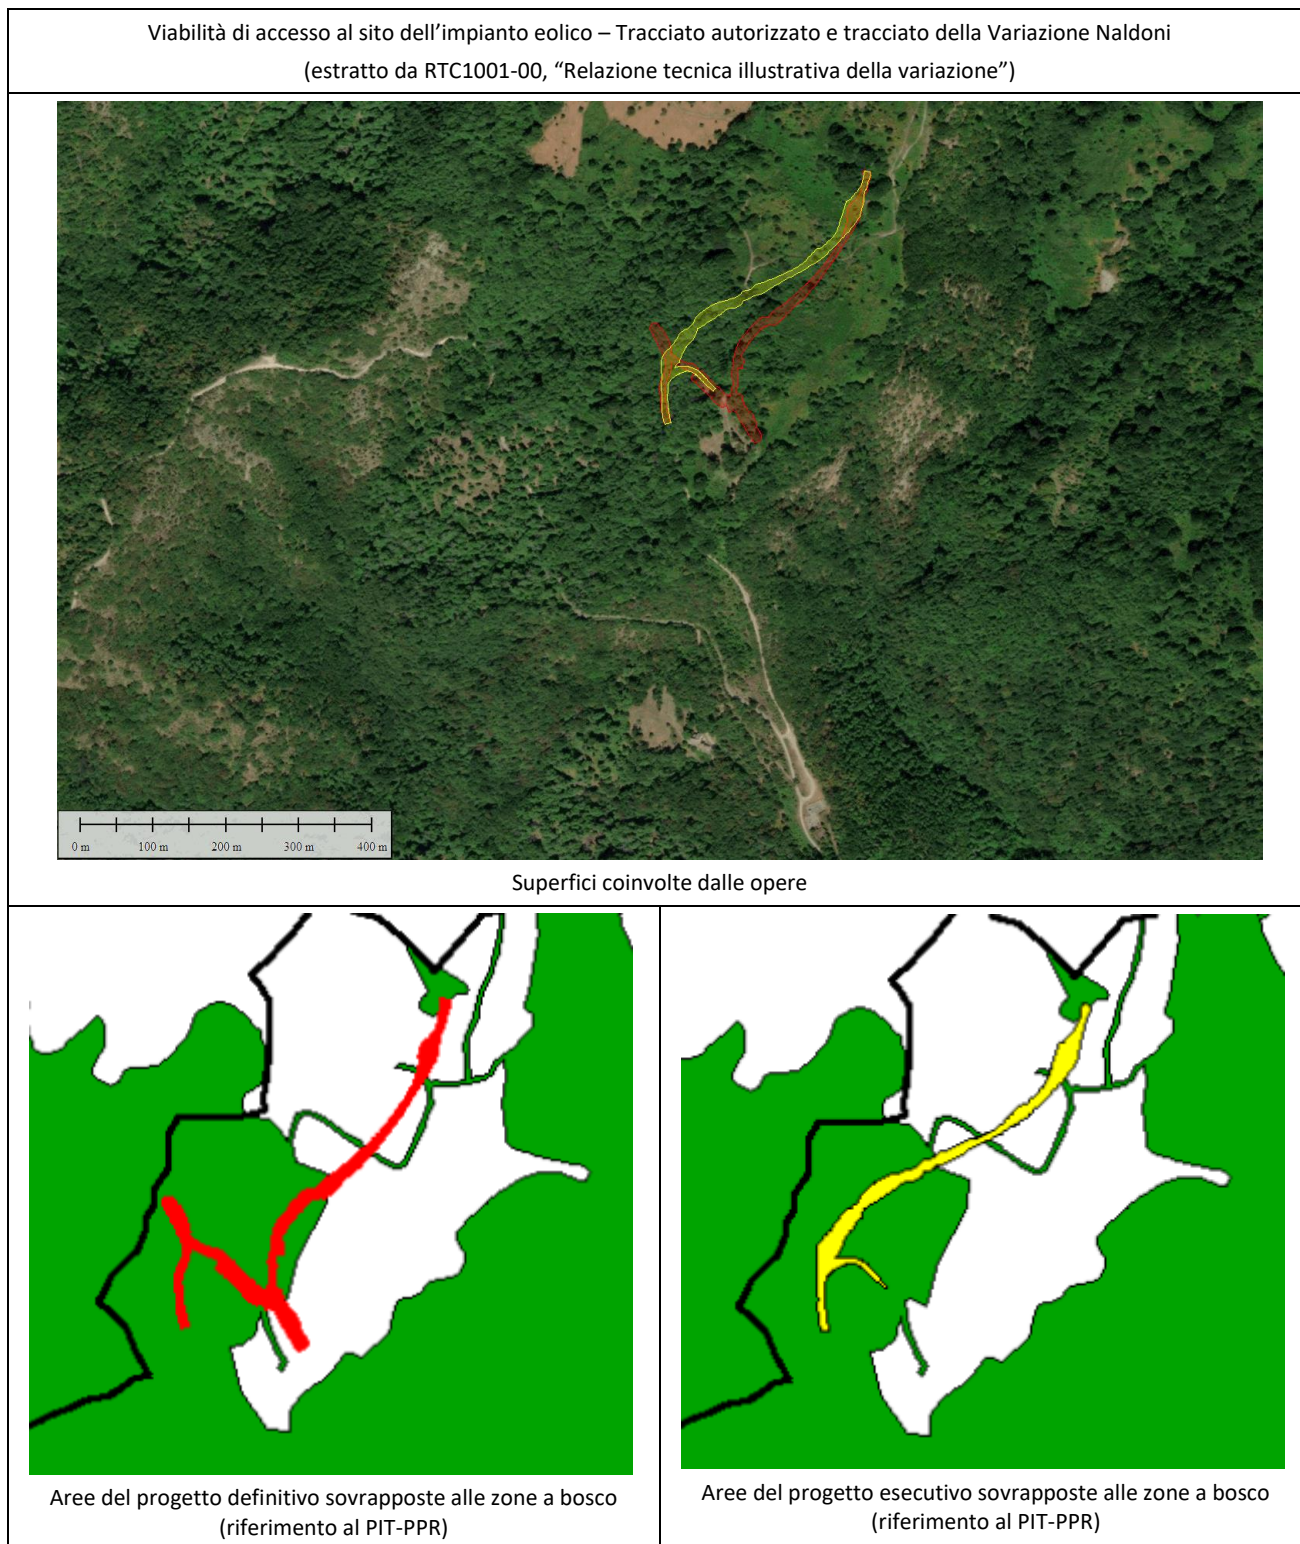 Viabilità di accesso al sito dell’impianto eolico – Tracciato autorizzato e tracciato della Variazione Naldoni
(estratto da RTC1001-00, “Relazione tecnica illustrativa della variazione”)
0 m 100 m 200 m 300 m 400 m
Superfici coinvolte dalle opere
Aree del progetto definitivo sovrapposte alle zone a bosco
(riferimento al PIT-PPR)
Aree del progetto esecutivo sovrapposte alle zone a bosco
(riferimento al PIT-PPR)